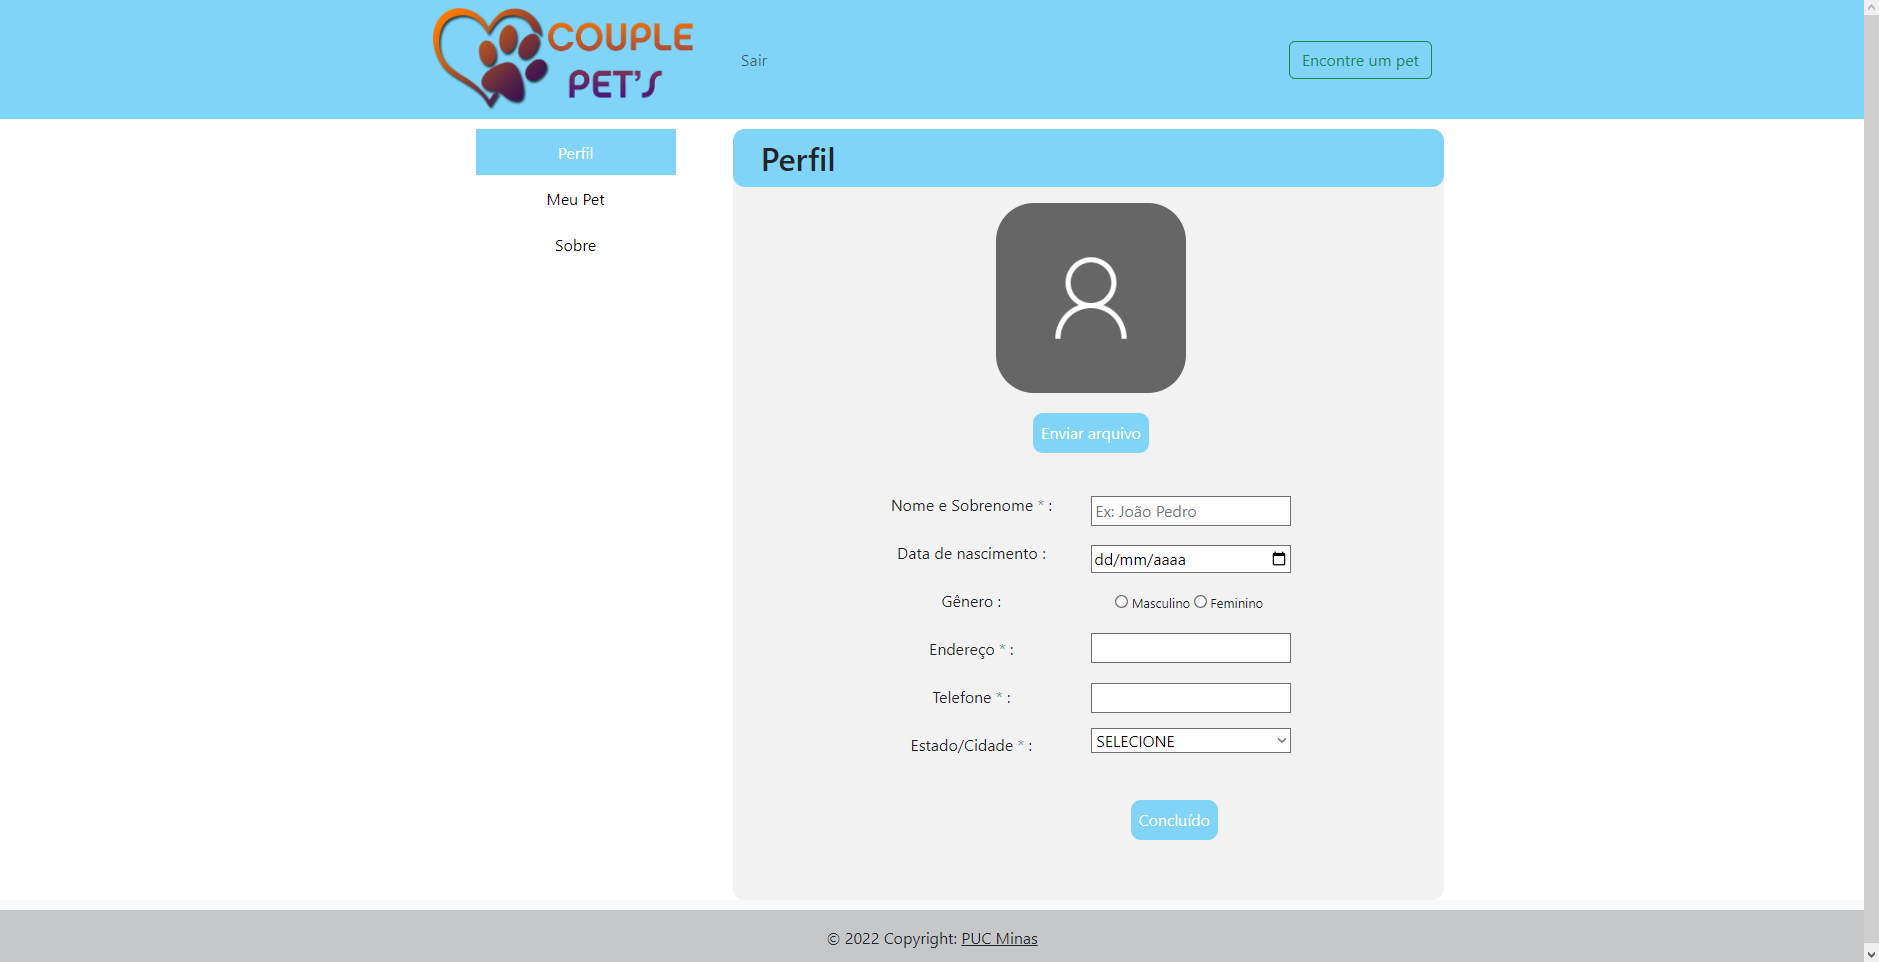 COUPLE
PET'S
Sair
Encontre um pet
Perfil
Meu Pet
Sobre
Perfil
Enviar arquivo
Nome e Sobrenome * :
Ex: João Pedro
Data de nascimento :
dd/mm/aaaa
Gênero :
Masculino Feminino
Endereço * :
Telefone * :
Estado/Cidade * :
SELECIONE
Concluído
© 2022 Copyright: PUC Minas